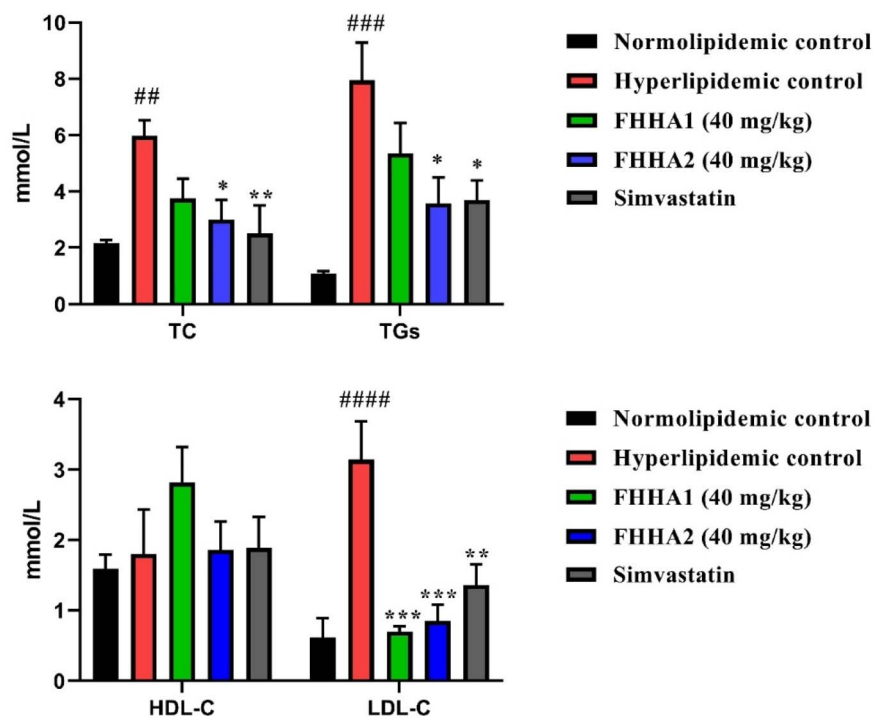 10
8
6
4
2
0
mmol/L
##
*
**
###
*
*
TC
TGs
Normolipidemic control
Hyperlipidemic control
FHHA1 (40 mg/kg)
FHHA2 (40 mg/kg)
Simvastatin
4
3
2
1
0
mmol/L
####
***
***
**
HDL-C
LDL-C
Normolipidemic control
Hyperlipidemic control
FHHA1 (40 mg/kg)
FHHA2 (40 mg/kg)
Simvastatin